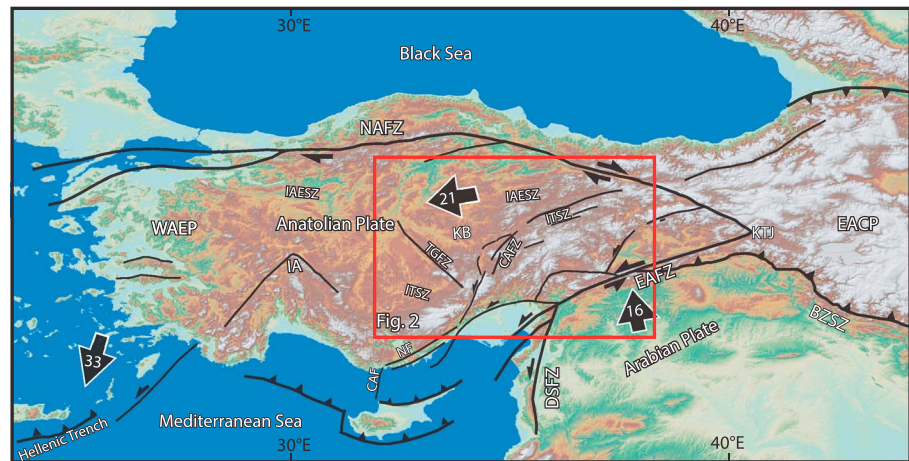 30°E
40°E
Black Sea
NAFZ
IAESZ
21
IAESZ
ITSZ
WAEP
Anatolian Plate
KB
CAFZ
KTJ
EACP
TGFZ
IA
ITSZ
EAFZ
Fig. 2
16
BZSZ
NF
Arabian Plate
33
CAF
DSFZ
Mediterranean Sea
Hellenic Trench
30°E
40°E